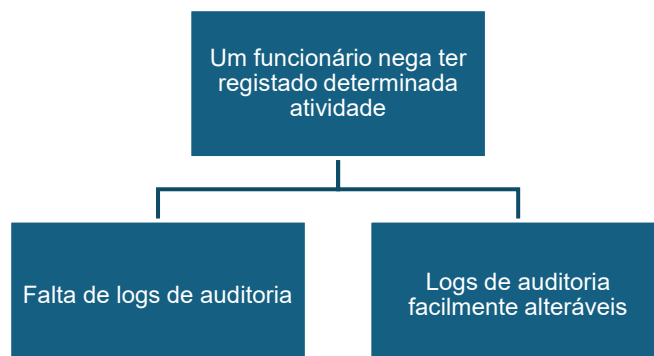 Um funcionário nega ter
registado determinada
atividade
Falta de logs de auditoria
Logs de auditoria
facilmente alteráveis